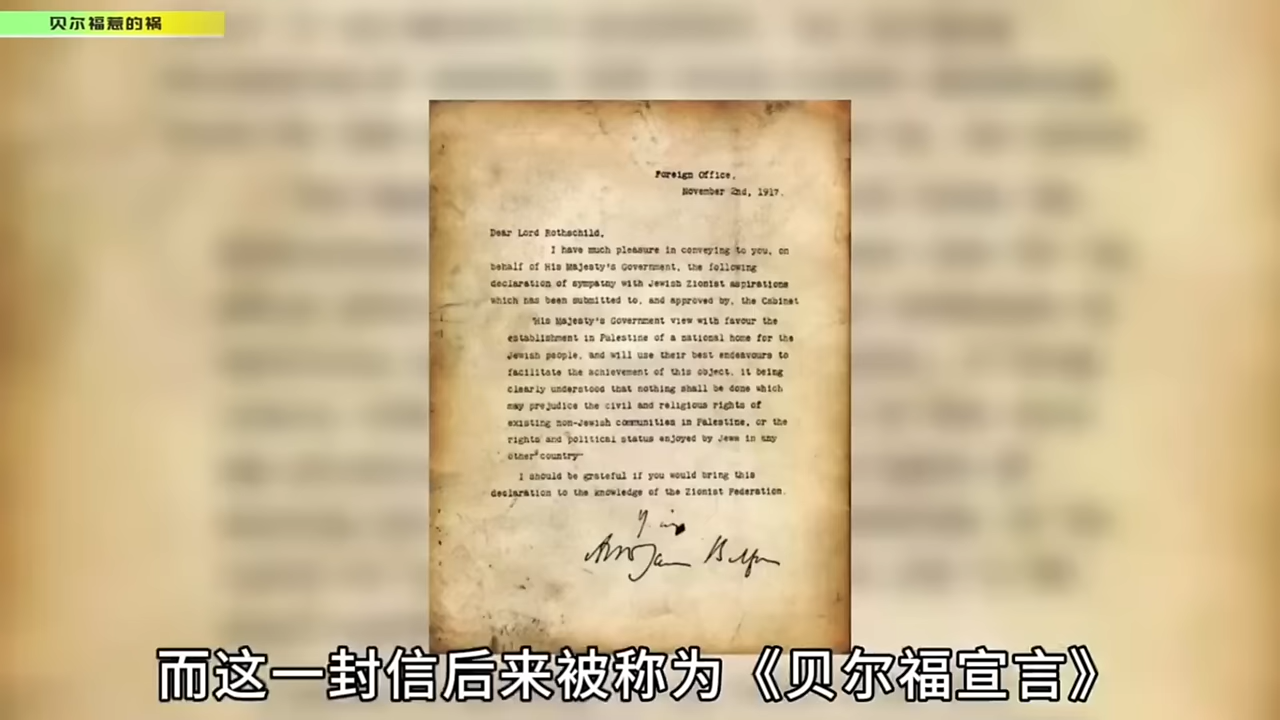 贝尔福惹的祸
Foreign Office,
November 2nd, 1917.
Dear Lord Rothschild,
I have much pleasure in conveying to you, on
behalf of His Majesty's Government, the following
declaration of sympathy with Jewish Zionist aspirations
which has been submitted to, and approved by, the Cabinet
"His Majesty's Government view with favour the
establishment in Palestine of a national home for the
Jewish people, and will use their best endeavours to
facilitate the achievement of this object, it being
clearly understood that nothing shall be done which
may prejudice the civil and religious rights of
existing non-Jewish communities in Palestine, or the
rights and political status enjoyed by Jews in any
other country"
I should be grateful if you would bring this
declaration to the knowledge of the Zionist Federation.
而这一封信后来被称为《贝尔福宣言》